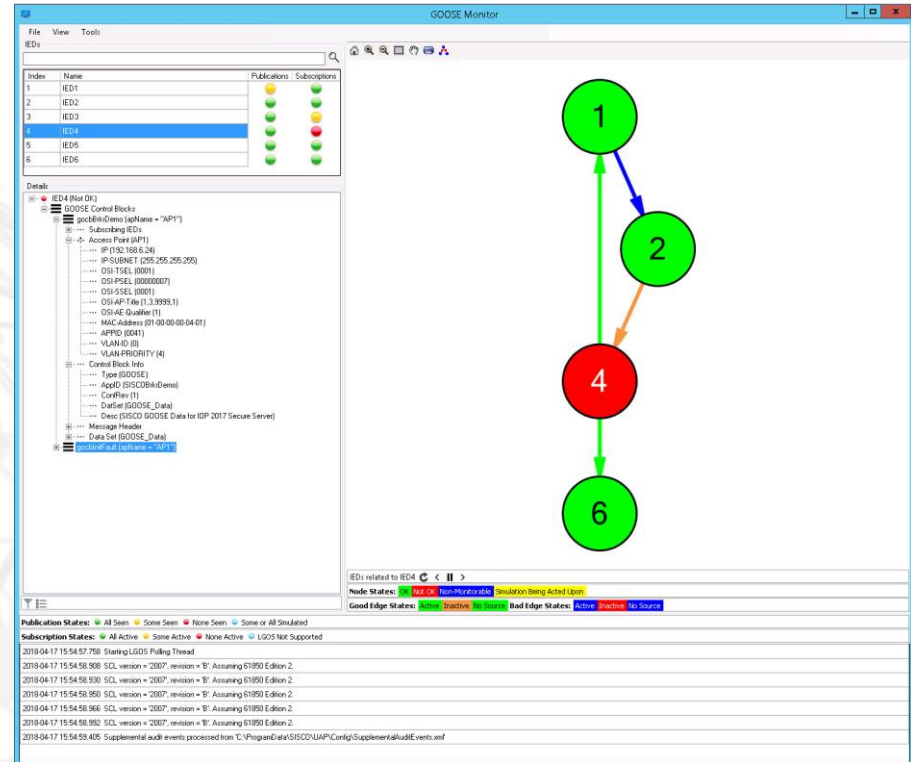 GOOSE Monitor
File View Tools
IEDs
Index Name Publications Subscriptions
1 IED1
2 IED2
3 IED3
4 IED4
5 IED5
6 IED6
Details
IED4 (Not OK)
GOOSE Control Blocks
gocbBrksDemo (apName = "AP1")
Subscribing IEDs
Access Point (AP1)
IP (192.168.6.24)
IP-SUBNET (255.255.255.255)
OSI-TSEL (0001)
OSI-PSEL (00000007)
OSI-SSEL (0001)
OSI-AP-Title (1,3,9999,1)
OSI-AE-Qualifier (1)
MAC-Address (01-00-00-00-04-01)
APPID (0041)
VLAN-ID (0)
VLAN-PRIORITY (4)
Control Block Info
Type (GOOSE)
AppID (SISCOBrksDemo)
ConfRev (1)
DatSet (GOOSE_Data)
Desc (SISCO GOOSE Data for IOP 2017 Secure Server)
Message Header
Data Set (GOOSE_Data)
gocbInitFault (apName = "AP1")
1
2
4
6
IEDs related to IED4
Node States: OK Not OK Non-Monitorable Simulation Being Acted Upon
Good Edge States: Active Inactive No Source Bad Edge States: Active Inactive No Source
Publication States: All Seen Some Seen None Seen Some or All Simulated
Subscription States: All Active Some Active None Active LGOS Not Supported
2018-04-17 15:54:57.758 Starting LGOS Polling Thread
2018-04-17 15:54:58.908 SCL version = '2007', revision = 'B'. Assuming 61850 Edition 2.
2018-04-17 15:54:58.930 SCL version = '2007', revision = 'B'. Assuming 61850 Edition 2.
2018-04-17 15:54:58.950 SCL version = '2007', revision = 'B'. Assuming 61850 Edition 2.
2018-04-17 15:54:58.966 SCL version = '2007', revision = 'B'. Assuming 61850 Edition 2.
2018-04-17 15:54:58.992 SCL version = '2007', revision = 'B'. Assuming 61850 Edition 2.
2018-04-17 15:54:59.405 Supplemental audit events processed from 'C:\ProgramData\SISCO\UAP\Config\SupplementalAuditEvents.xml'